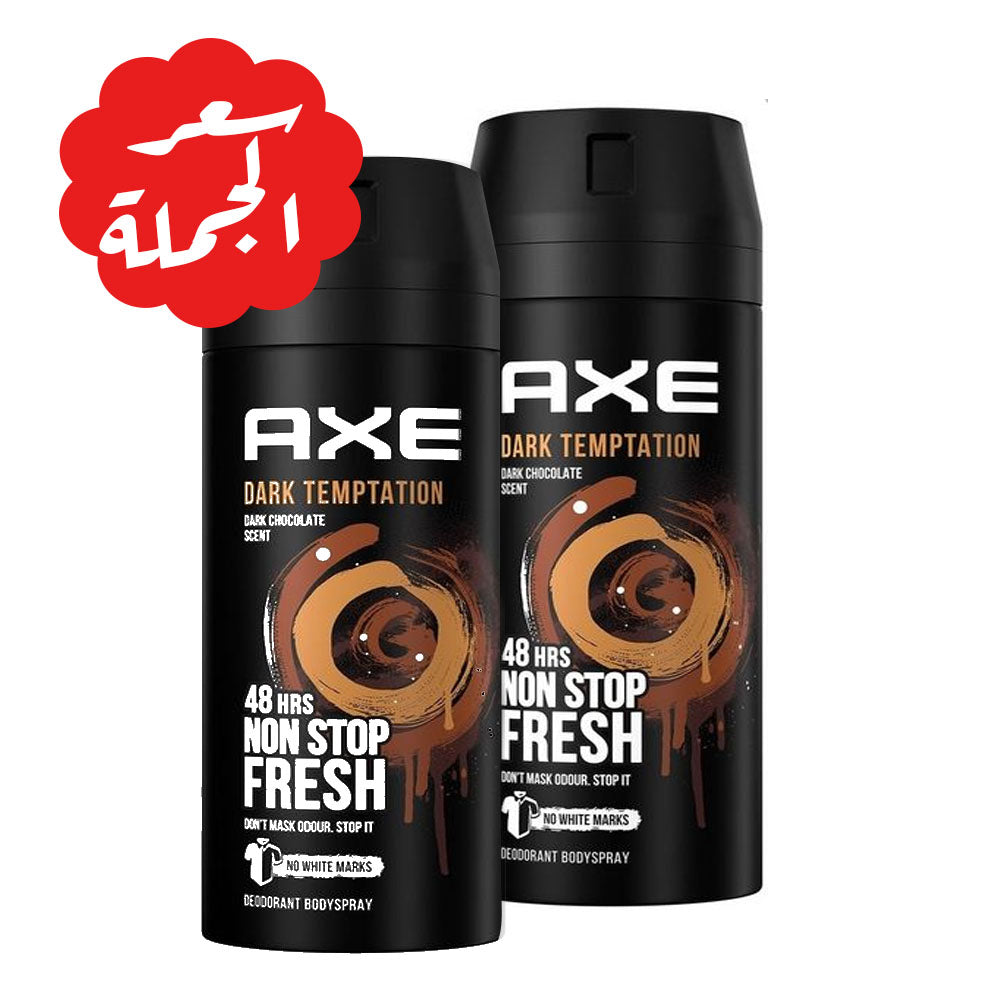 سعر
الجملة
AXE
DARK TEMPTATION
DARK CHOCOLATE
SCENT
48 HRS
NON STOP
FRESH
DON'T MASK ODOUR. STOP IT
NO WHITE MARKS
DEODORANT BODYSPRAY
AXE
DARK TEMPTATION
DARK CHOCOLATE
SCENT
48 HRS
NON STOP
FRESH
DON'T MASK ODOUR. STOP IT
NO WHITE MARKS
DEODORANT BODYSPRAY